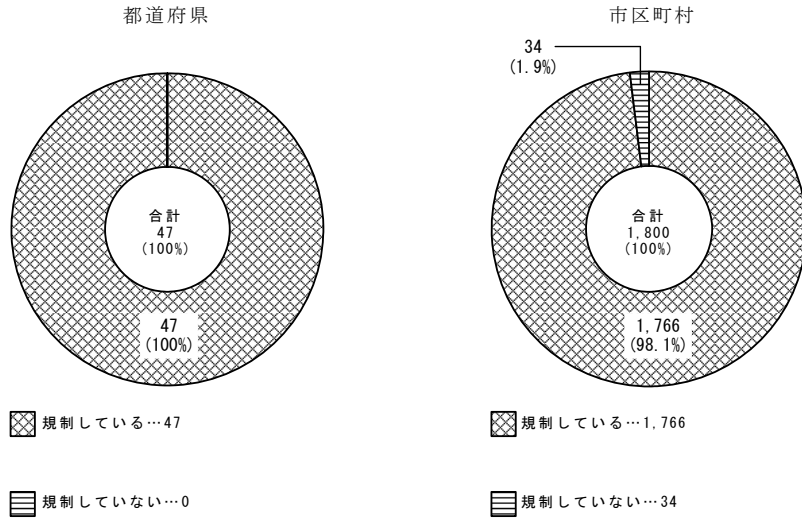 都道府県
合計
47
(100%)
47
(100%)
規制している…47
規制していない…0
市区町村
34
(1.9%)
合計
1,800
(100%)
1,766
(98.1%)
規制している…1,766
規制していない…34